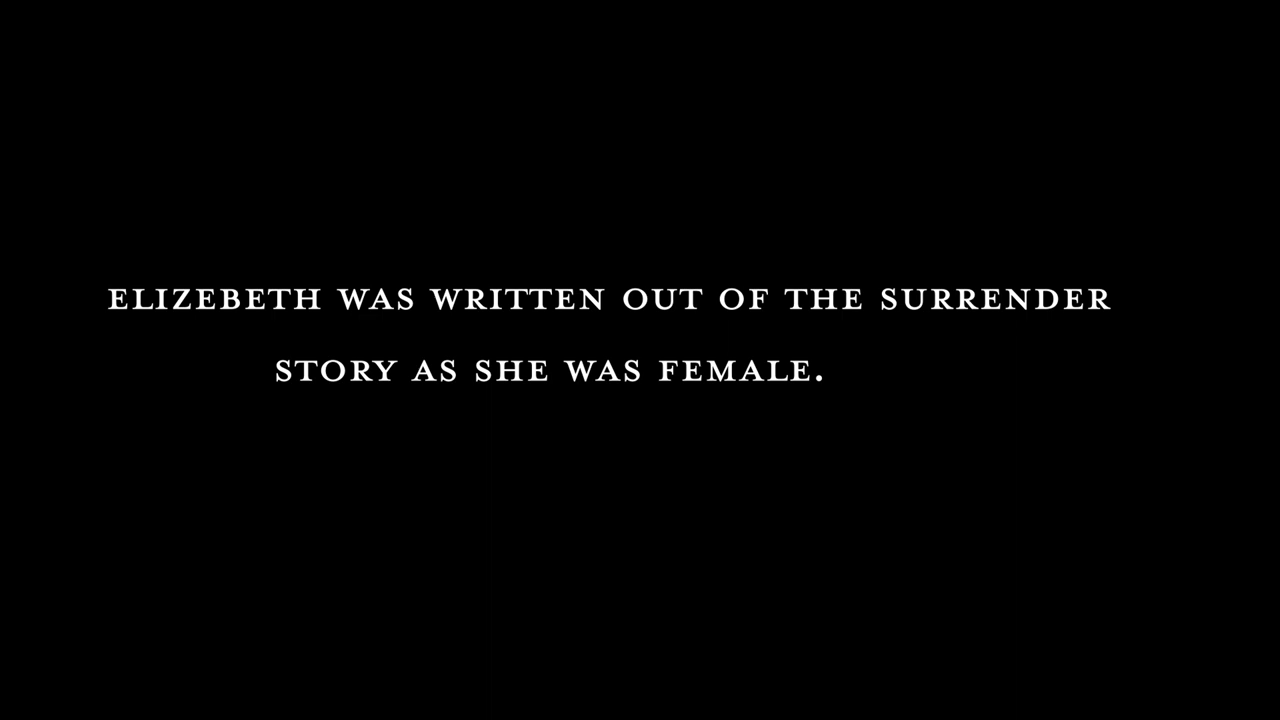 ELIZEBETH WAS WRITTEN OUT OF THE SURRENDER
STORY AS SHE WAS FEMALE.